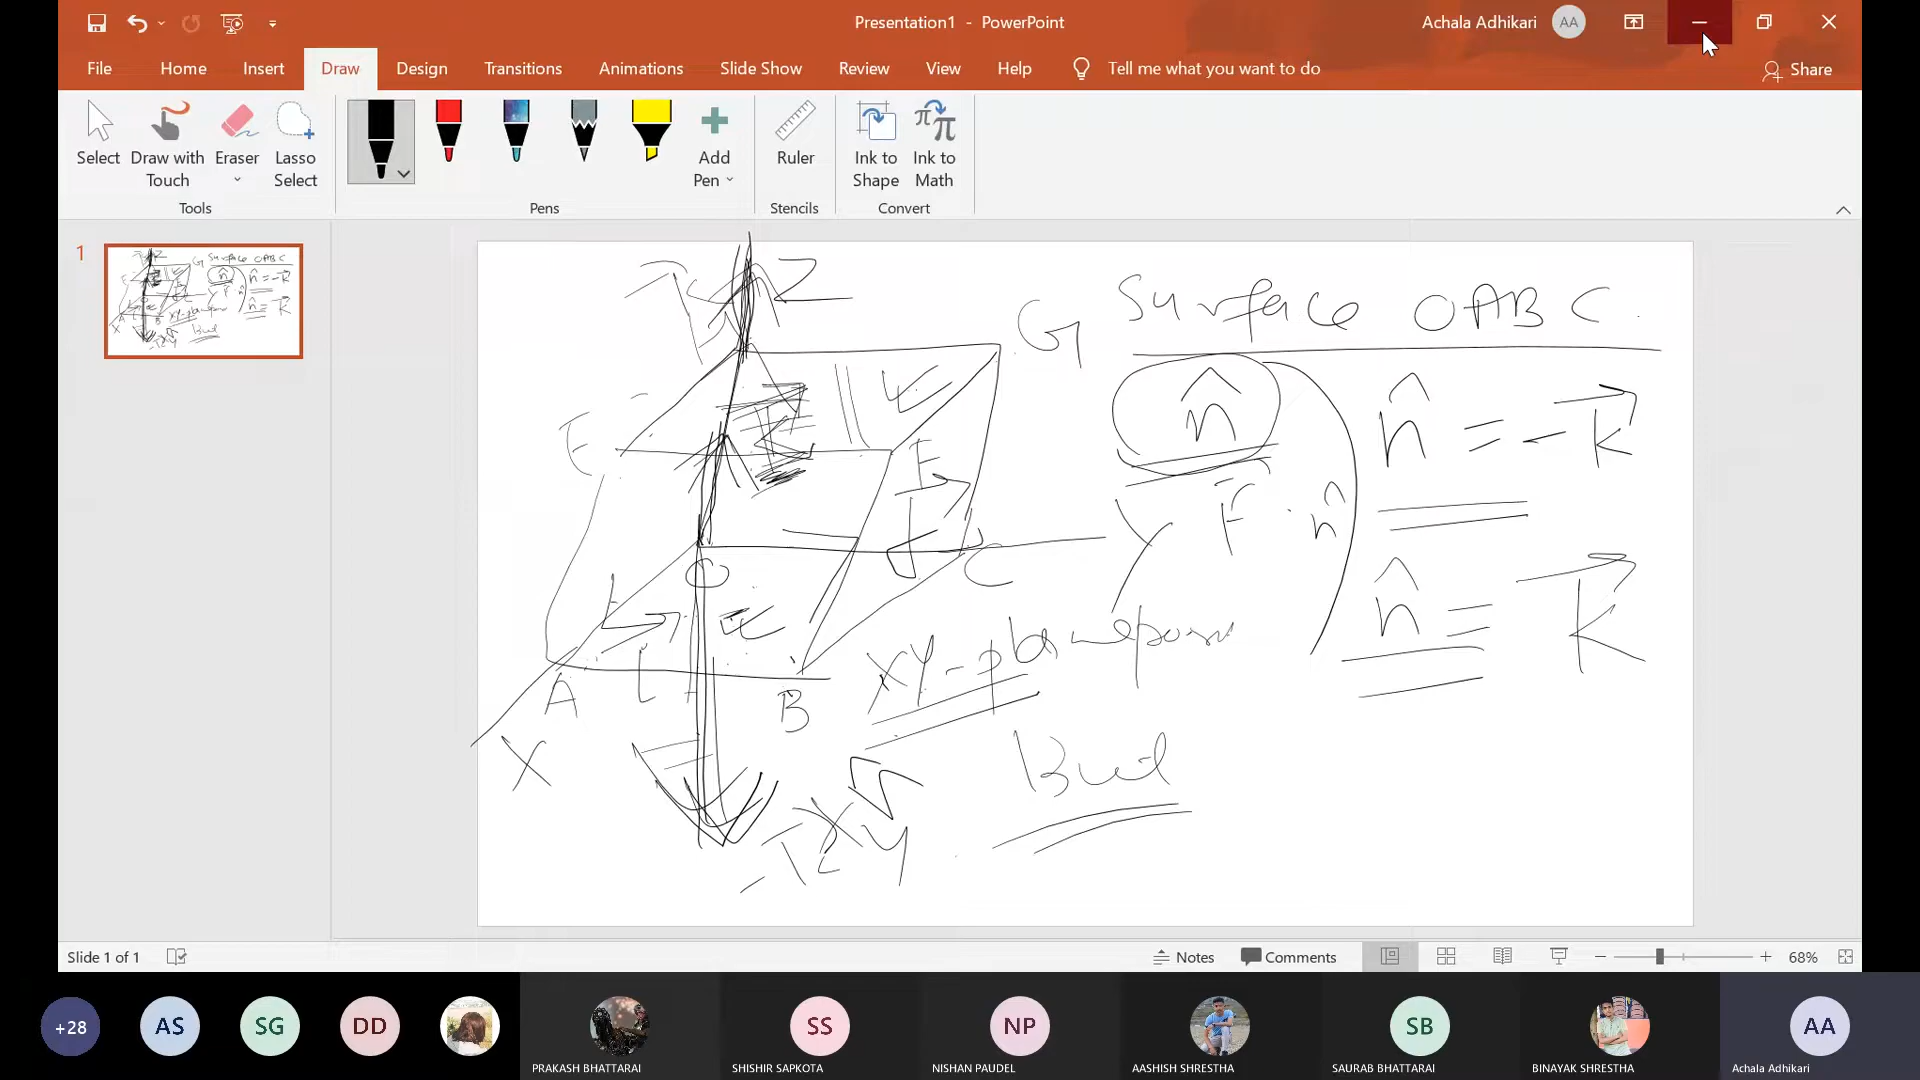 Presentation1 - PowerPoint
Achala Adhikari AA
File Home Insert Draw Design Transitions Animations Slide Show Review View Help Tell me what you want to do Share
Select Draw with Touch Eraser Lasso Select
Add Pen
Ruler
Ink to Shape Ink to Math
Tools Pens Stencils Convert
1
Z
G Surface OABC
n̂ n̂ = -K
E F
Y F · n̂
n̂ = K
O C
A B XY-plane
X
XY
Slide 1 of 1 Notes Comments 68%
+28 AS SG DD SS NP SB AA
PRAKASH BHATTARAI SHISHIR SAPKOTA NISHAN PAUDEL AASHISH SHRESTHA SAURAB BHATTARAI BINAYAK SHRESTHA Achala Adhikari